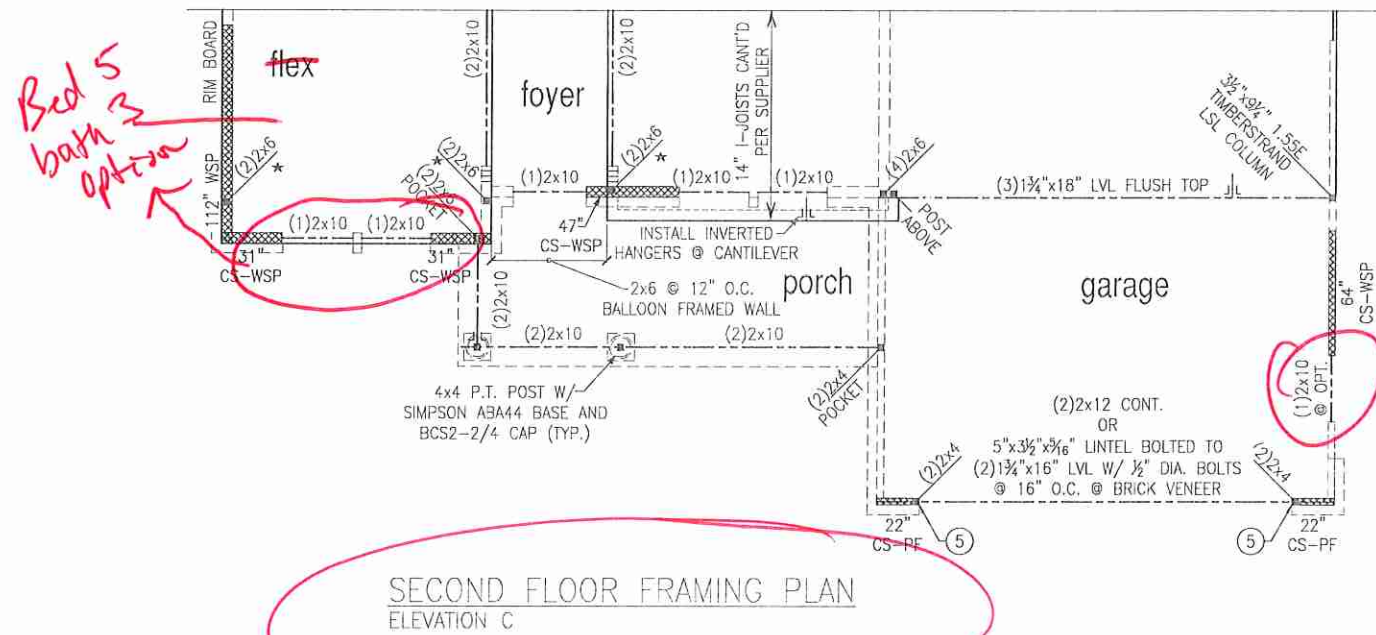 Bed 5
bath 3
option
flex
foyer
porch
garage
RIM BOARD
112" WSP
(2)2x6
★
(2)2x10
(2)2x10
(2)2x6
(2)2x6
★
POCKET
(1)2x10
(1)2x10
31"
CS-WSP
31"
CS-WSP
(1)2x10
(2)2x6
★
(1)2x10
47"
CS-WSP
14" I-JOISTS CANT'D
PER SUPPLIER
INSTALL INVERTED
HANGERS @ CANTILEVER
(4)2x6
POST
ABOVE
(3)1¾"x18" LVL FLUSH TOP
3½"x9¼" 1.55E
TIMBERSTRAND
LSL COLUMN
2x6 @ 12" O.C.
BALLOON FRAMED WALL
(2)2x10
(2)2x10
(2)2x10
4x4 P.T. POST W/
SIMPSON ABA44 BASE AND
BCS2-2/4 CAP (TYP.)
(2)2x4
POCKET
64"
CS-WSP
(1)2x10
@ OPT.
(2)2x12 CONT.
OR
5"x3½"x5⁄16" LINTEL BOLTED TO
(2)1¾"x16" LVL W/ ½" DIA. BOLTS
@ 16" O.C. @ BRICK VENEER
(2)2x4
(2)2x4
22"
CS-PF
5
5
22"
CS-PF
SECOND FLOOR FRAMING PLAN
ELEVATION C